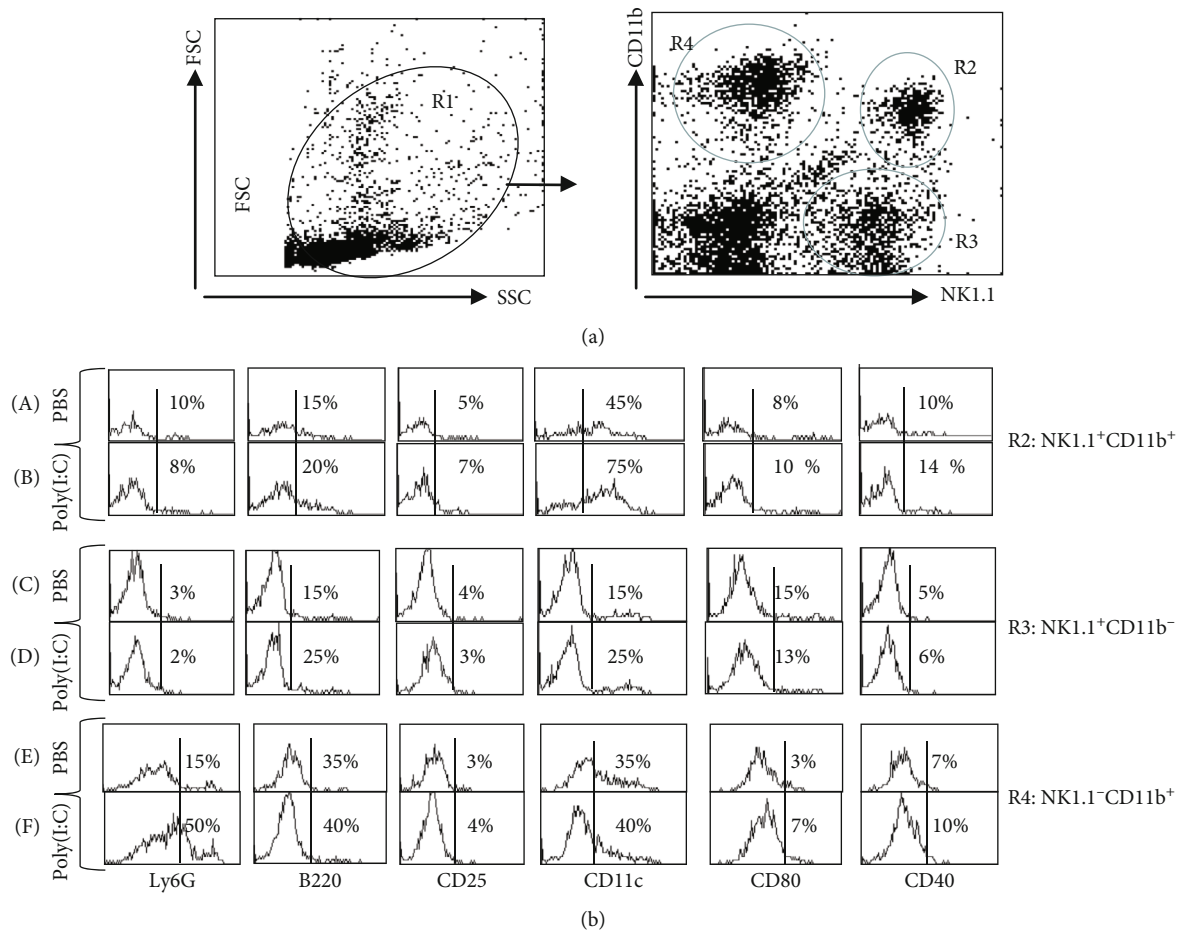 FSC
FSC
R1
SSC
CD11b
R4
R2
R3
NK1.1
(a)
(A)
PBS
10%
15%
5%
45%
8%
10%
(B)
Poly(I:C)
8%
20%
7%
75%
10 %
14 %
R2: NK1.1⁺CD11b⁺
(C)
PBS
3%
15%
4%
15%
15%
5%
(D)
Poly(I:C)
2%
25%
3%
25%
13%
6%
R3: NK1.1⁺CD11b⁻
(E)
PBS
15%
35%
3%
35%
3%
7%
(F)
Poly(I:C)
50%
40%
4%
40%
7%
10%
R4: NK1.1⁻CD11b⁺
Ly6G
B220
CD25
CD11c
CD80
CD40
(b)